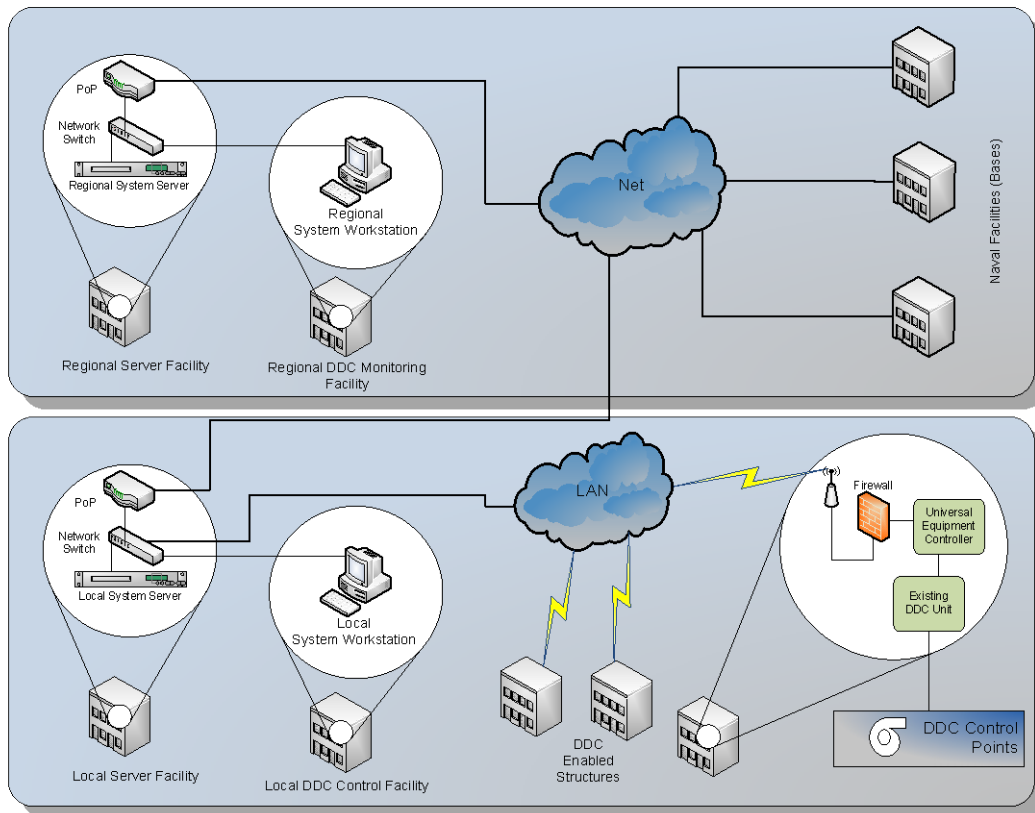 PoP
Network
Switch
Regional System Server
Regional
System Workstation
Regional Server Facility
Regional DDC Monitoring
Facility
Net
Naval Facilities (Bases)
PoP
Network
Switch
Local System Server
Local
System Workstation
Local Server Facility
Local DDC Control Facility
LAN
DDC
Enabled
Structures
Firewall
Universal
Equipment
Controller
Existing
DDC Unit
DDC Control
Points